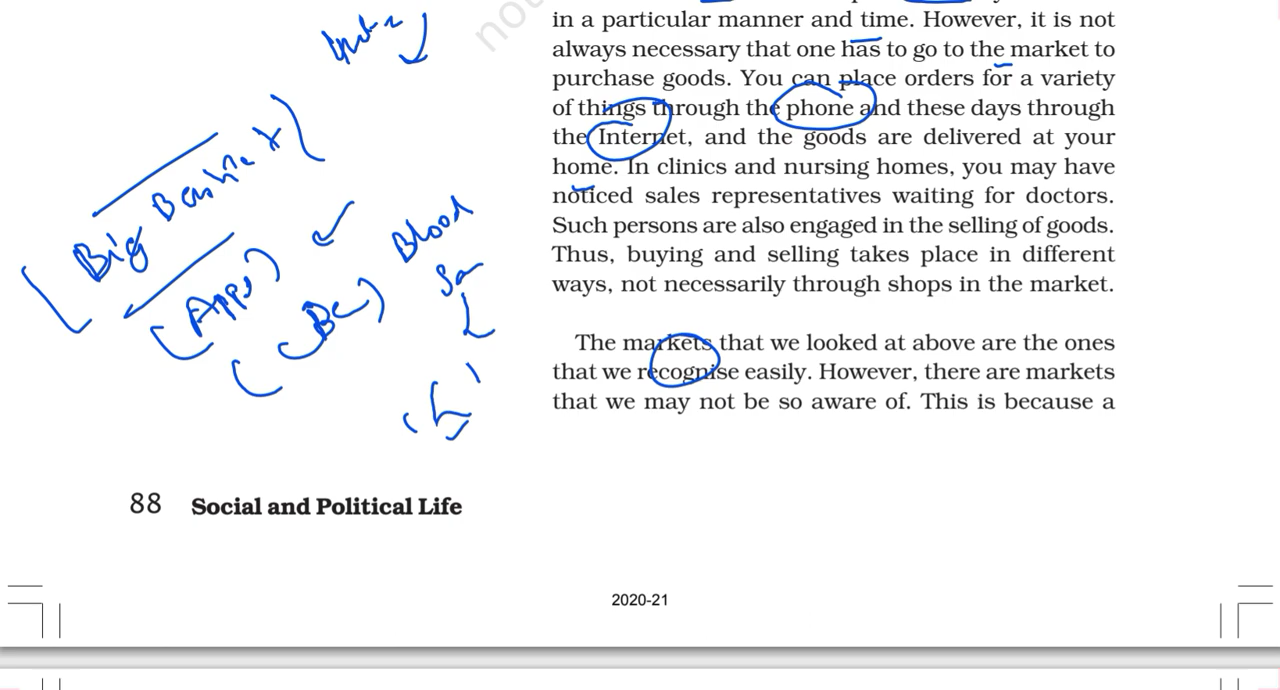 in a particular manner and time. However, it is not
always necessary that one has to go to the market to
purchase goods. You can place orders for a variety
of things through the phone and these days through
the Internet, and the goods are delivered at your
home. In clinics and nursing homes, you may have
noticed sales representatives waiting for doctors.
Such persons are also engaged in the selling of goods.
Thus, buying and selling takes place in different
ways, not necessarily through shops in the market.
The markets that we looked at above are the ones
that we recognise easily. However, there are markets
that we may not be so aware of. This is because a
Big
(Apps)
Blood
88 Social and Political Life
2020-21